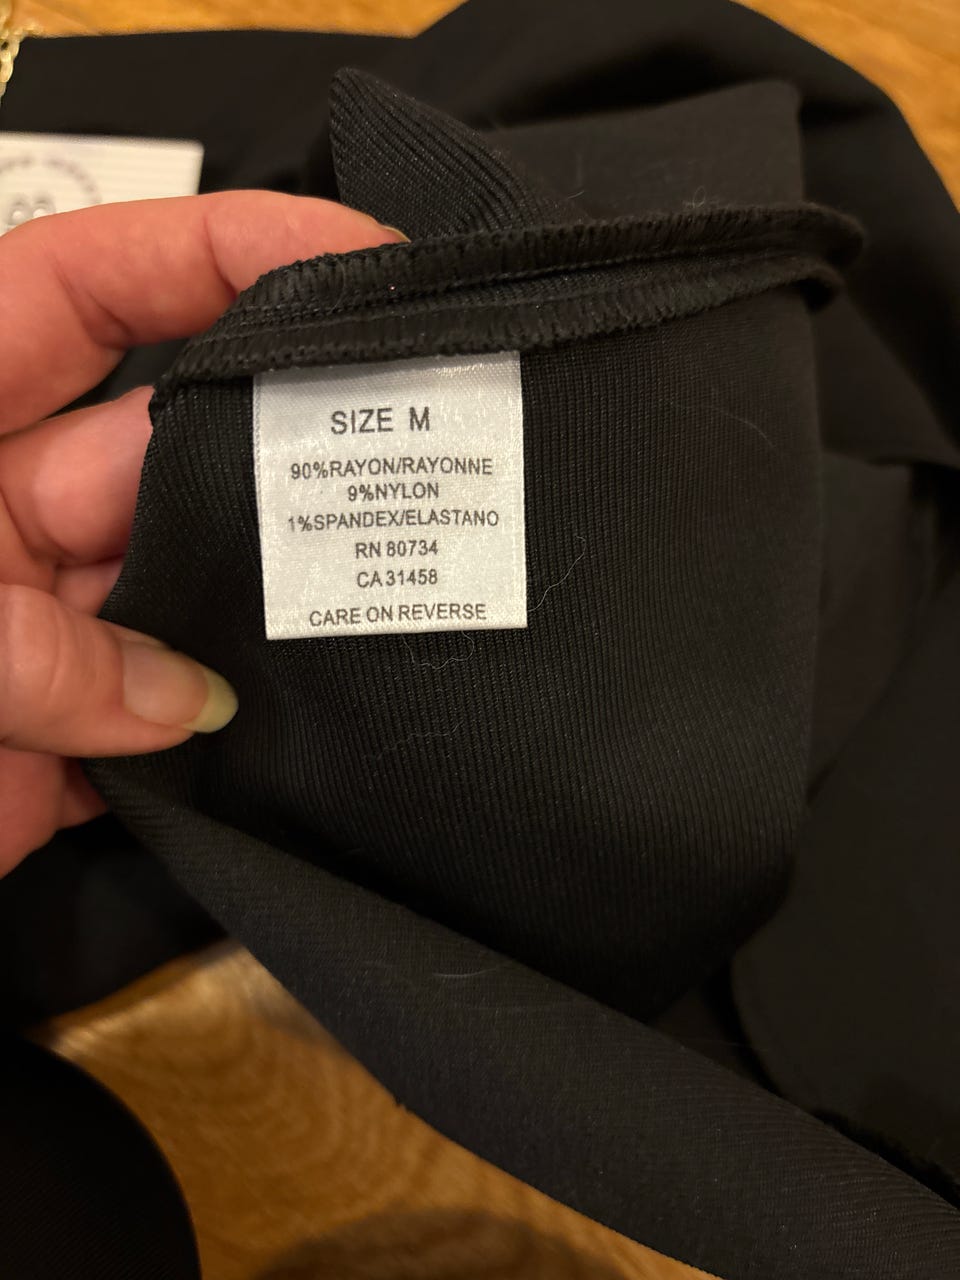 SIZE M
90%RAYON/RAYONNE
9%NYLON
1%SPANDEX/ELASTANO
RN 80734
CA 31458
CARE ON REVERSE